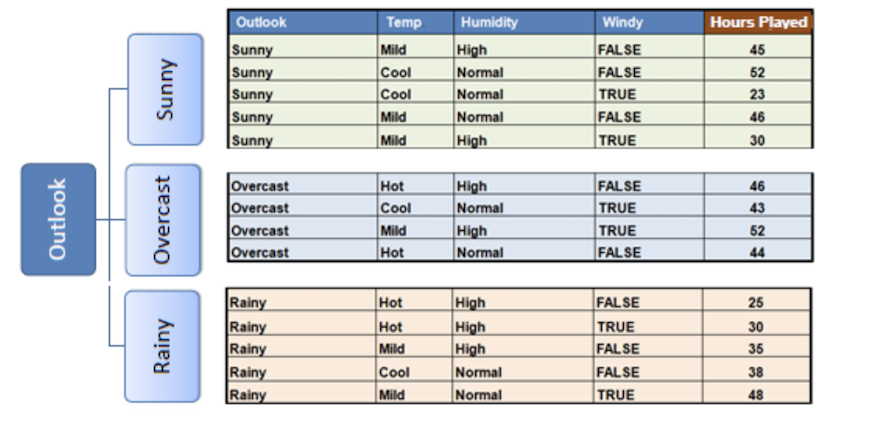 Outlook Temp Humidity Windy Hours Played
Sunny
Sunny Mild High FALSE 45
Sunny Cool Normal FALSE 52
Sunny Cool Normal TRUE 23
Sunny Mild Normal FALSE 46
Sunny Mild High TRUE 30
Outlook
Overcast
Overcast Hot High FALSE 46
Overcast Cool Normal TRUE 43
Overcast Mild High TRUE 52
Overcast Hot Normal FALSE 44
Rainy
Rainy Hot High FALSE 25
Rainy Hot High TRUE 30
Rainy Mild High FALSE 35
Rainy Cool Normal FALSE 38
Rainy Mild Normal TRUE 48